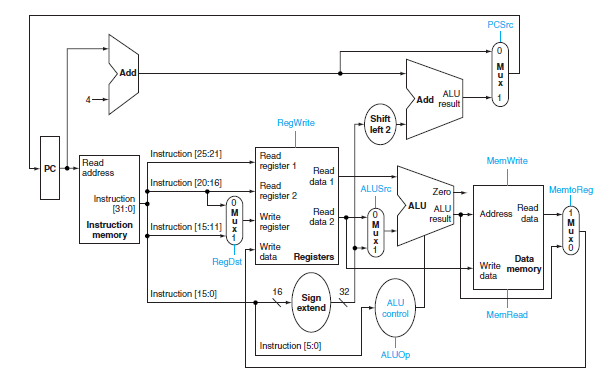 PCSrc
0
M
u
x
1
Add
4
Add
ALU
result
Shift
left 2
RegWrite
PC
Read
address
Instruction
[31:0]
Instruction
memory
Instruction [25:21]
Instruction [20:16]
Instruction [15:11]
Instruction [15:0]
Instruction [5:0]
0
M
u
x
1
RegDst
Read
register 1
Read
register 2
Write
register
Write
data
Read
data 1
Read
data 2
Registers
16
Sign
extend
32
ALUSrc
0
M
u
x
1
Zero
ALU
ALU
result
ALU
control
ALUOp
MemWrite
Address
Read
data
Write
data
Data
memory
MemRead
MemtoReg
1
M
u
x
0